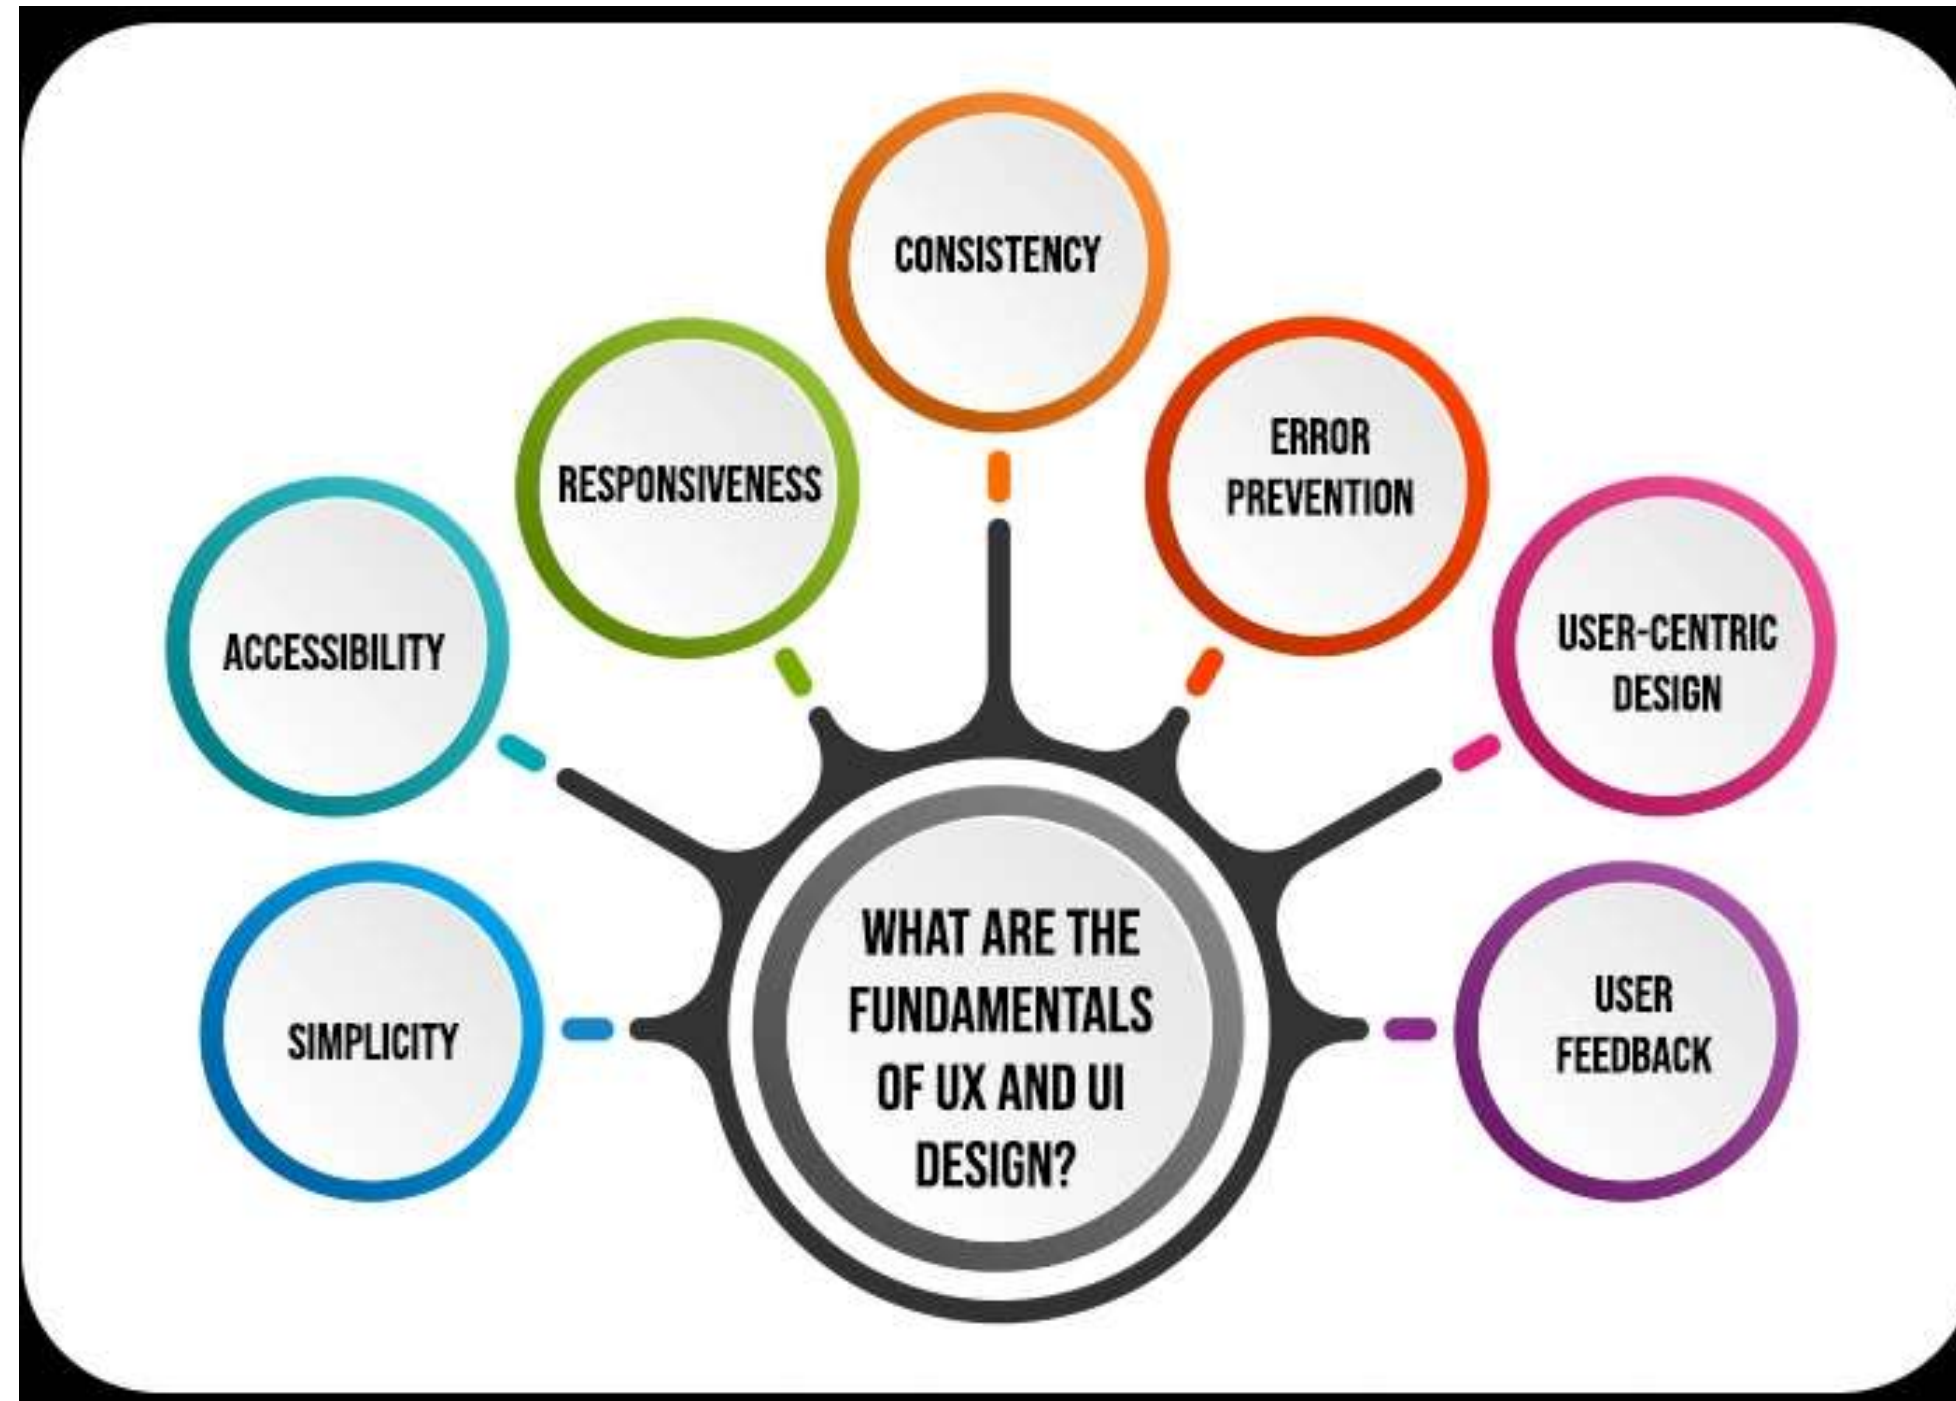 CONSISTENCY
RESPONSIVENESS
ERROR
PREVENTION
ACCESSIBILITY
USER-CENTRIC
DESIGN
SIMPLICITY
WHAT ARE THE
FUNDAMENTALS
OF UX AND UI
DESIGN?
USER
FEEDBACK